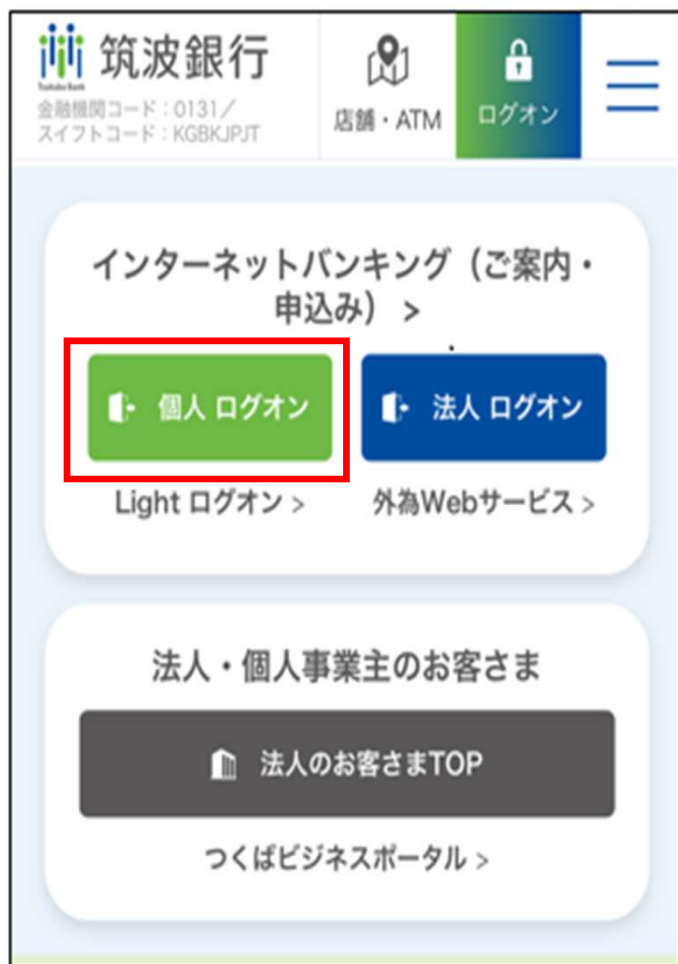 筑波銀行
Tsukuba Bank
金融機関コード：0131／
スイフトコード：KGBKJPJT
店舗・ATM
ログオン
インターネットバンキング（ご案内・
申込み） >
個人 ログオン
法人 ログオン
Light ログオン >
外為Webサービス >
法人・個人事業主のお客さま
法人のお客さまTOP
つくばビジネスポータル >